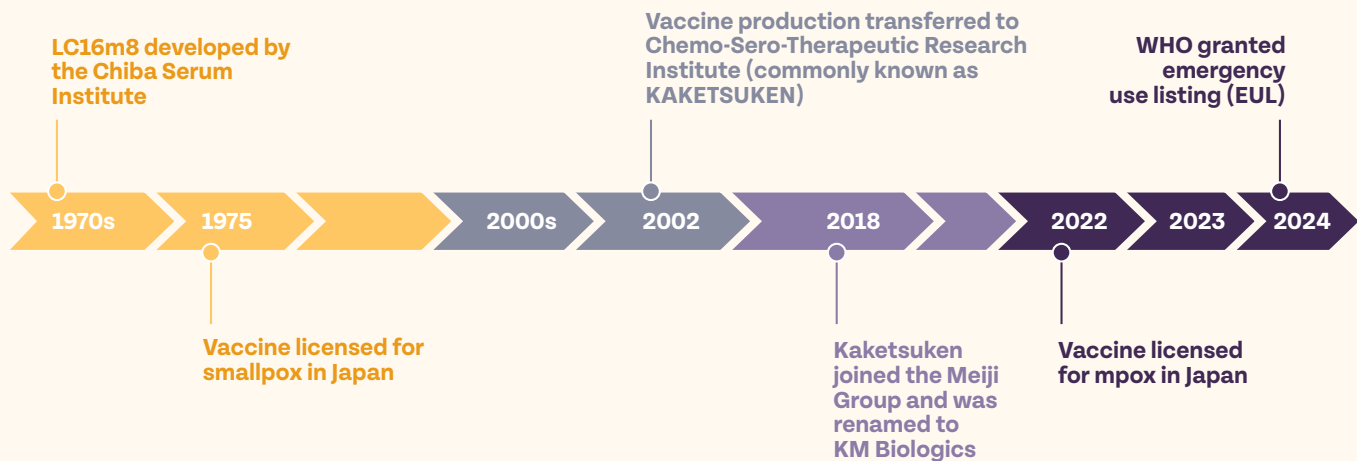 LC16m8 developed by
the Chiba Serum
Institute
Vaccine production transferred to
Chemo-Sero-Therapeutic Research
Institute (commonly known as
KAKETSUKEN)
WHO granted
emergency
use listing (EUL)
1970s
1975
2000s
2002
2018
2022
2023
2024
Vaccine licensed for
smallpox in Japan
Kaketsuken
joined the Meiji
Group and was
renamed to
KM Biologics
Vaccine licensed
for mpox in Japan